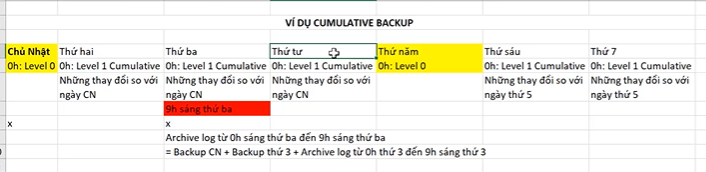 VÍ DỤ CUMULATIVE BACKUP
Chủ Nhật Thứ hai Thứ ba Thứ tư Thứ năm Thứ sáu Thứ 7
0h: Level 0 0h: Level 1 Cumulative 0h: Level 1 Cumulative 0h: Level 1 Cumulative 0h: Level 0 0h: Level 1 Cumulative 0h: Level 1 Cumulative
Những thay đổi so với Những thay đổi so với Những thay đổi so với Những thay đổi so với Những thay đổi so với
ngày CN ngày CN ngày CN ngày thứ 5 ngày thứ 5
9h sáng thứ ba
x x
Archive log từ 0h sáng thứ ba đến 9h sáng thứ ba
= Backup CN + Backup thứ 3 + Archive log từ 0h thứ 3 đến 9h sáng thứ 3